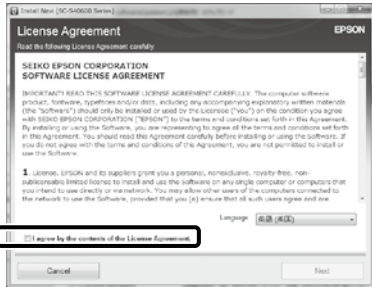 Install Navi [SC-S40600 Series]
License Agreement
EPSON
Read the following License Agreement carefully.
SEIKO EPSON CORPORATION
SOFTWARE LICENSE AGREEMENT
IMPORTANT! READ THIS SOFTWARE LICENSE AGREEMENT CAREFULLY. The computer software
product, fontware, typefaces and/or data, including any accompanying explanatory written materials
(the "Software") should only be installed or used by the Licensee ("you") on the condition you agree
with SEIKO EPSON CORPORATION ("EPSON") to the terms and conditions set forth in this Agreement.
By installing or using the Software, you are representing to agree all the terms and conditions set forth
in this Agreement. You should read this Agreement carefully before installing or using the Software. If
you do not agree with the terms and conditions of this Agreement, you are not permitted to install or
use the Software.
1. License. EPSON and its suppliers grant you a personal, nonexclusive, royalty-free, non-
sublicensable limited license to install and use the Software on any single computer or computers that
you intend to use directly or via network. You may allow other users of the computers connected to
the network to use the Software, provided that you (a) ensure that all such users agree and are
Language
I agree by the contents of the License Agreement.
Cancel
Next